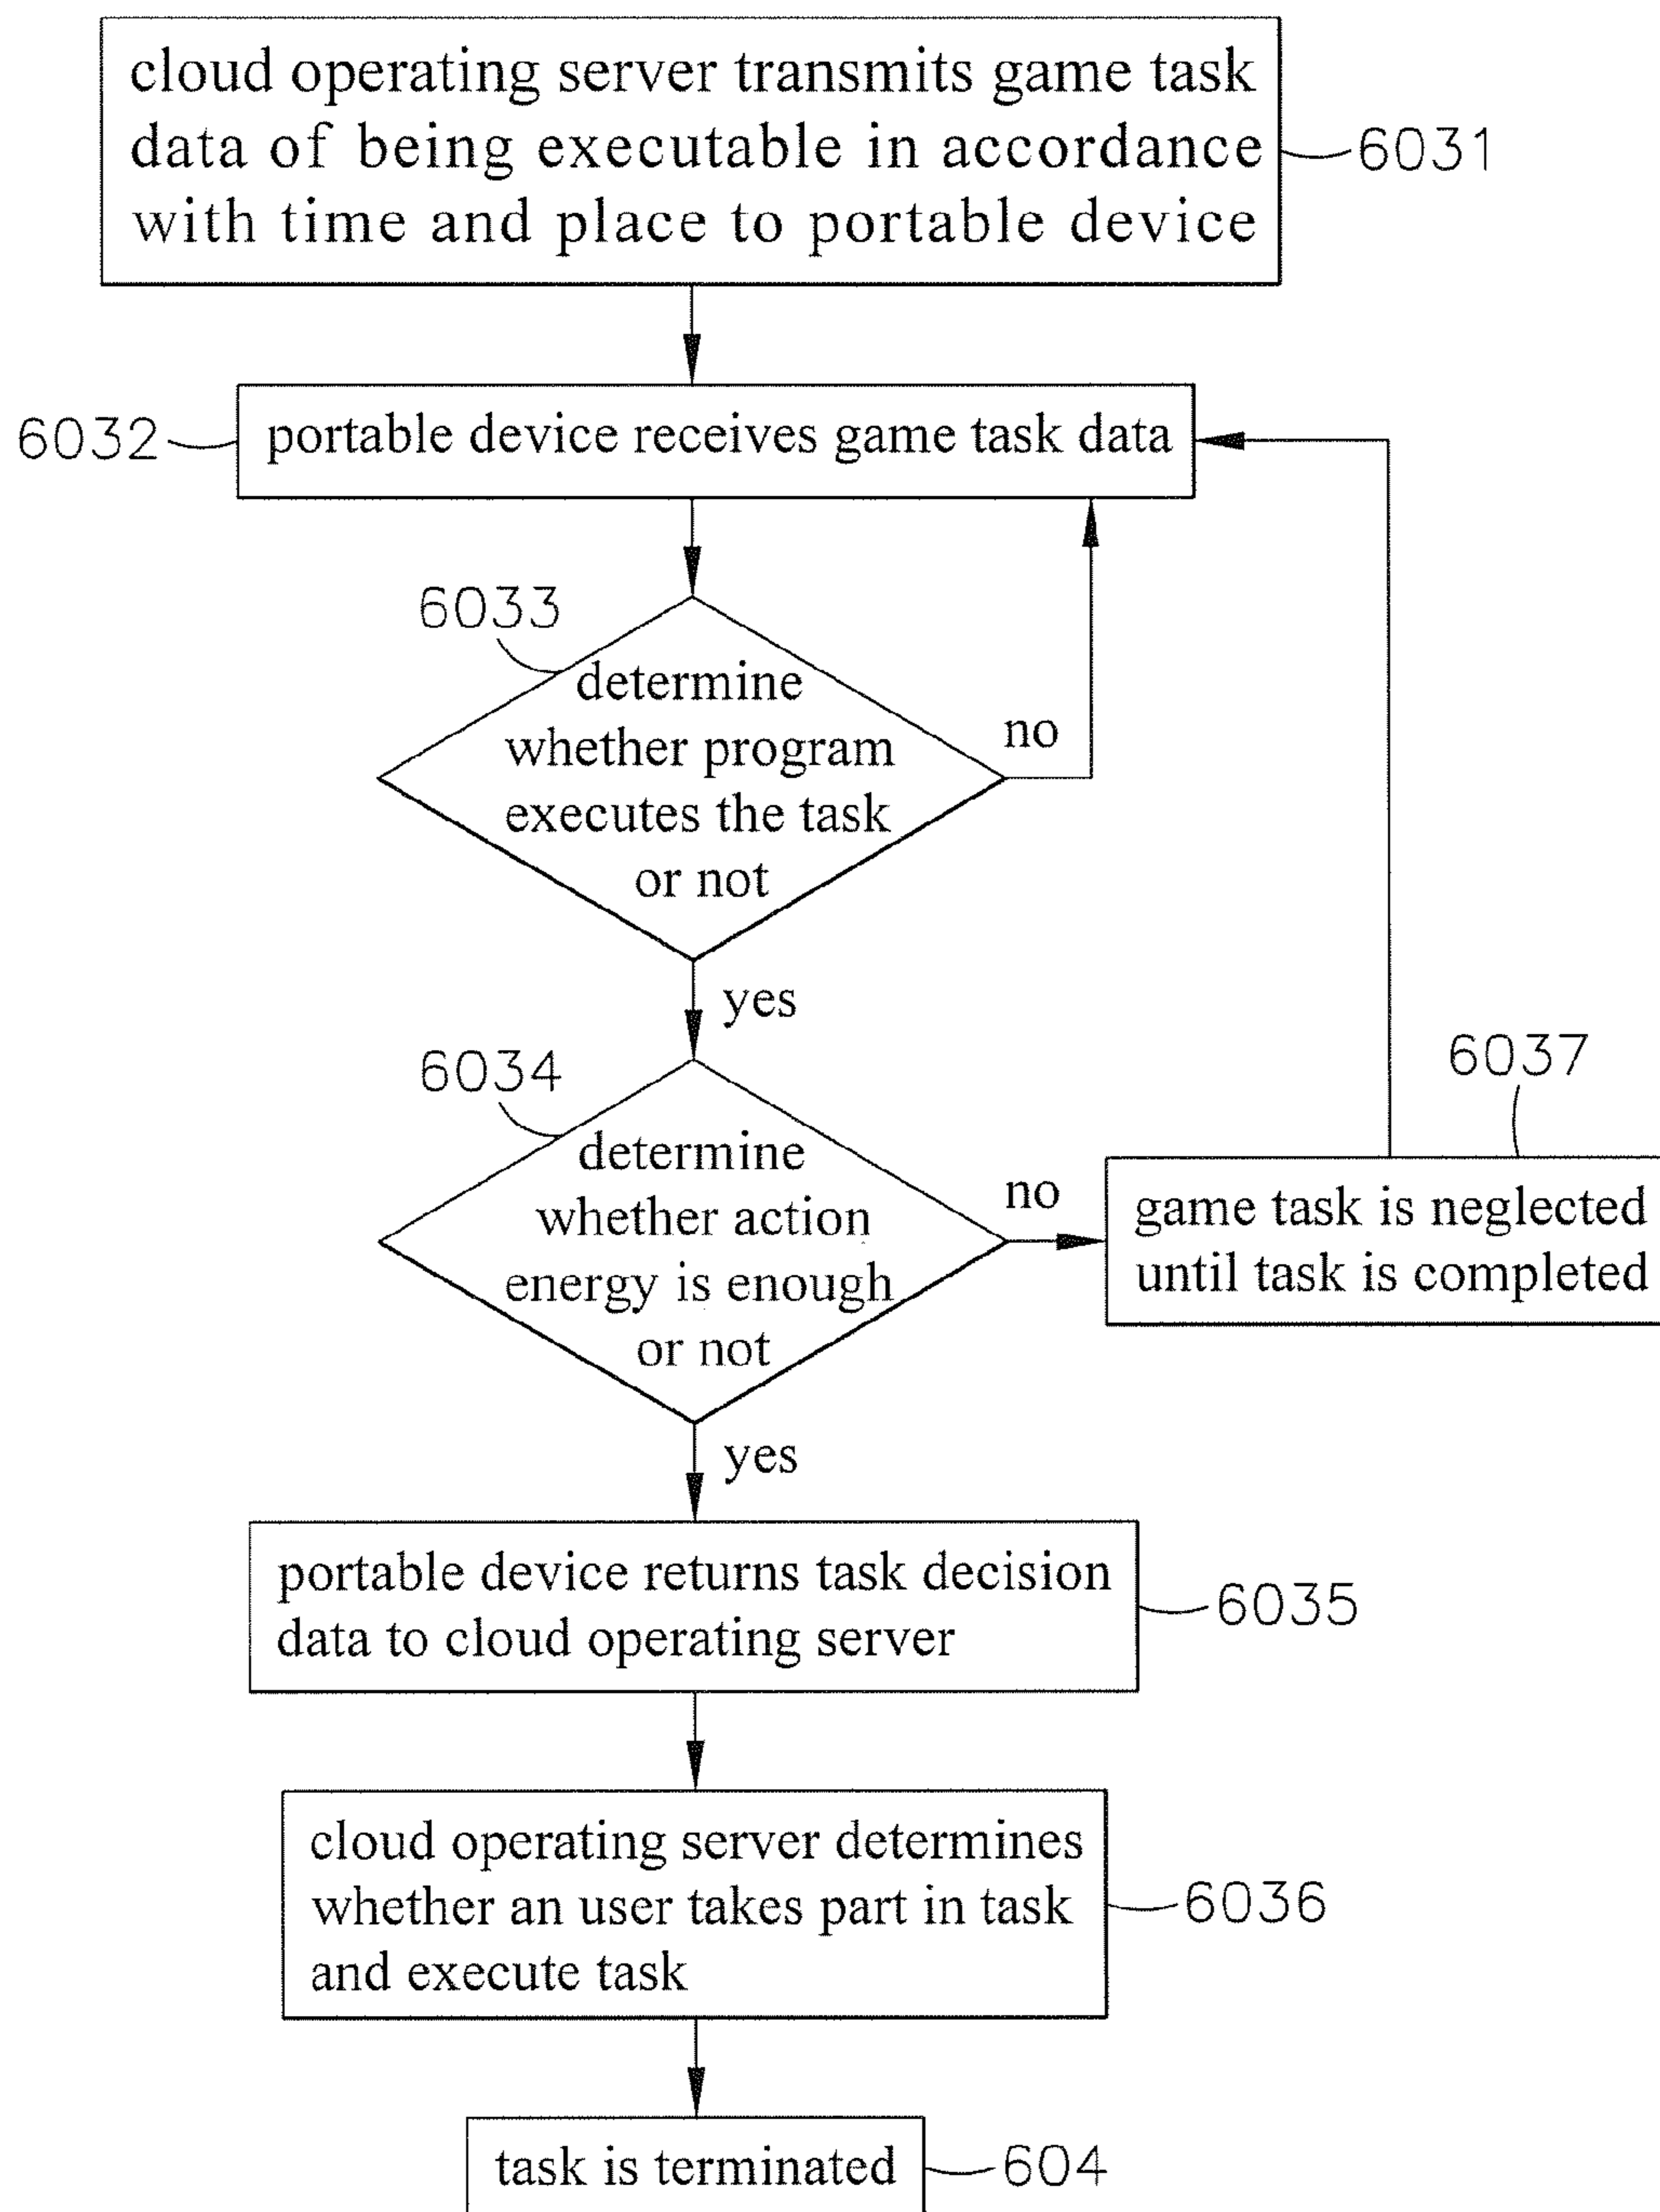 cloud operating server transmits game task
data of being executable in accordance
with time and place to portable device
6031
6032
portable device receives game task data
6033
determine
whether program
executes the task
or not
no
yes
6034
determine
whether action
energy is enough
or not
no
6037
game task is neglected
until task is completed
yes
portable device returns task decision
data to cloud operating server
6035
cloud operating server determines
whether an user takes part in task
and execute task
6036
task is terminated
604